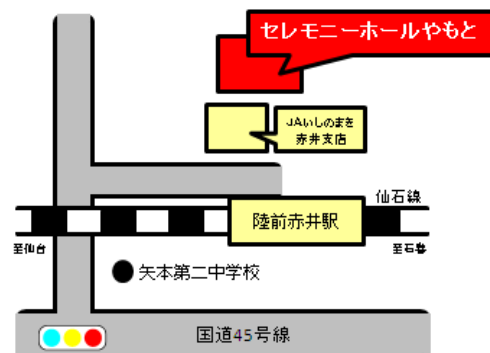 セレモニーホールやもと
JAいしのまき
赤井支店
仙石線
陸前赤井駅
至仙台
至石巻
矢本第二中学校
国道45号線